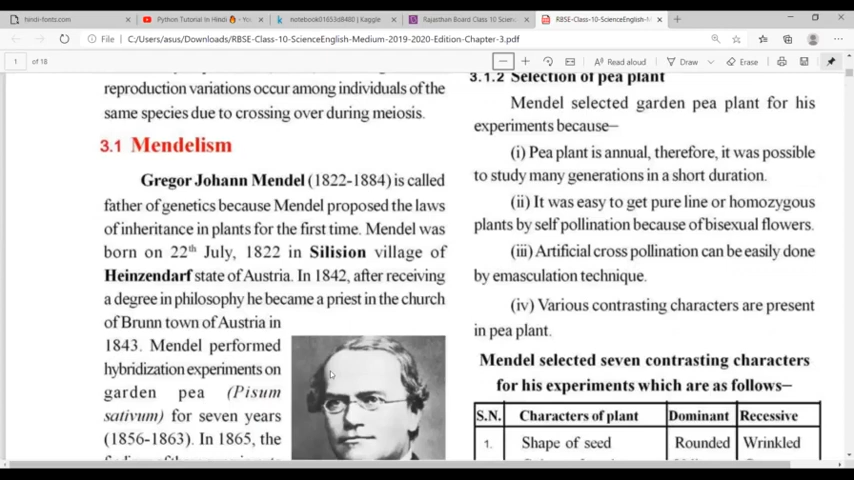 hindi-fonts.com
Python Tutorial In Hindi
notebook01653d8480 | Kaggle
Rajasthan Board Class 10 Scienc
RBSE-Class-10-ScienceEnglish-M
File
C:/Users/asus/Downloads/RBSE-Class-10-ScienceEnglish-Medium-2019-2020-Edition-Chapter-3.pdf
1 of 18
Read aloud
Draw
Erase
reproduction variations occur among individuals of the
same species due to crossing over during meiosis.
3.1 Mendelism
Gregor Johann Mendel (1822-1884) is called
father of genetics because Mendel proposed the laws
of inheritance in plants for the first time. Mendel was
born on 22th July, 1822 in Silision village of
Heinzendarf state of Austria. In 1842, after receiving
a degree in philosophy he became a priest in the church
of Brunn town of Austria in
1843. Mendel performed
hybridization experiments on
garden pea (Pisum
sativum) for seven years
(1856-1863). In 1865, the
3.1.2 Selection of pea plant
Mendel selected garden pea plant for his
experiments because–
(i) Pea plant is annual, therefore, it was possible
to study many generations in a short duration.
(ii) It was easy to get pure line or homozygous
plants by self pollination because of bisexual flowers.
(iii) Artificial cross pollination can be easily done
by emasculation technique.
(iv) Various contrasting characters are present
in pea plant.
Mendel selected seven contrasting characters
for his experiments which are as follows–
S.N. Characters of plant Dominant Recessive
1. Shape of seed Rounded Wrinkled